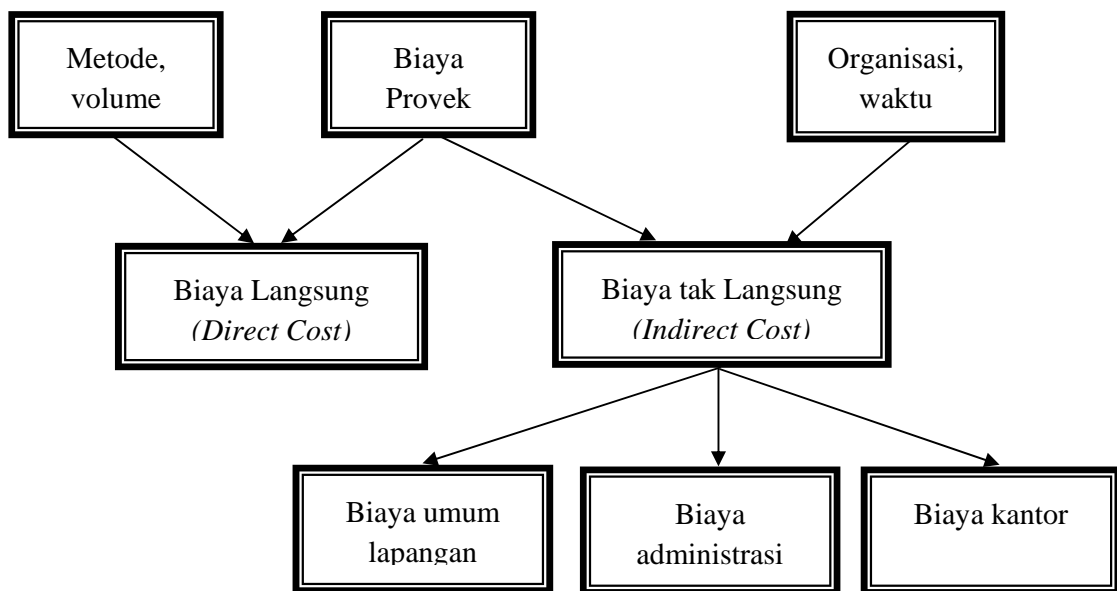 Metode,
volume
Biaya
Proyek
Organisasi,
waktu
Biaya Langsung
(Direct Cost)
Biaya tak Langsung
(Indirect Cost)
Biaya umum
lapangan
Biaya
administrasi
Biaya kantor